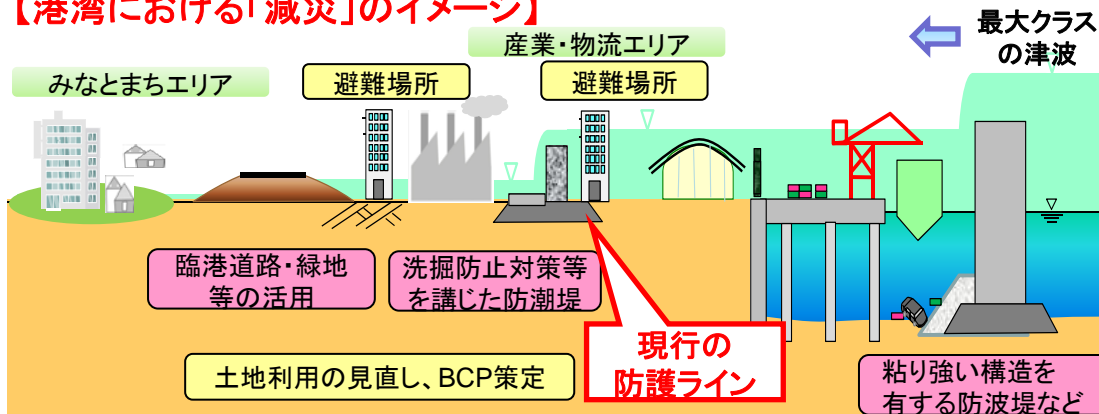 【港湾における「減災」のイメージ】
最大クラス
の津波
産業・物流エリア
みなとまちエリア
避難場所
避難場所
臨港道路・緑地
等の活用
洗掘防止対策等
を講じた防潮堤
現行の
防護ライン
土地利用の見直し、BCP策定
粘り強い構造を
有する防波堤など